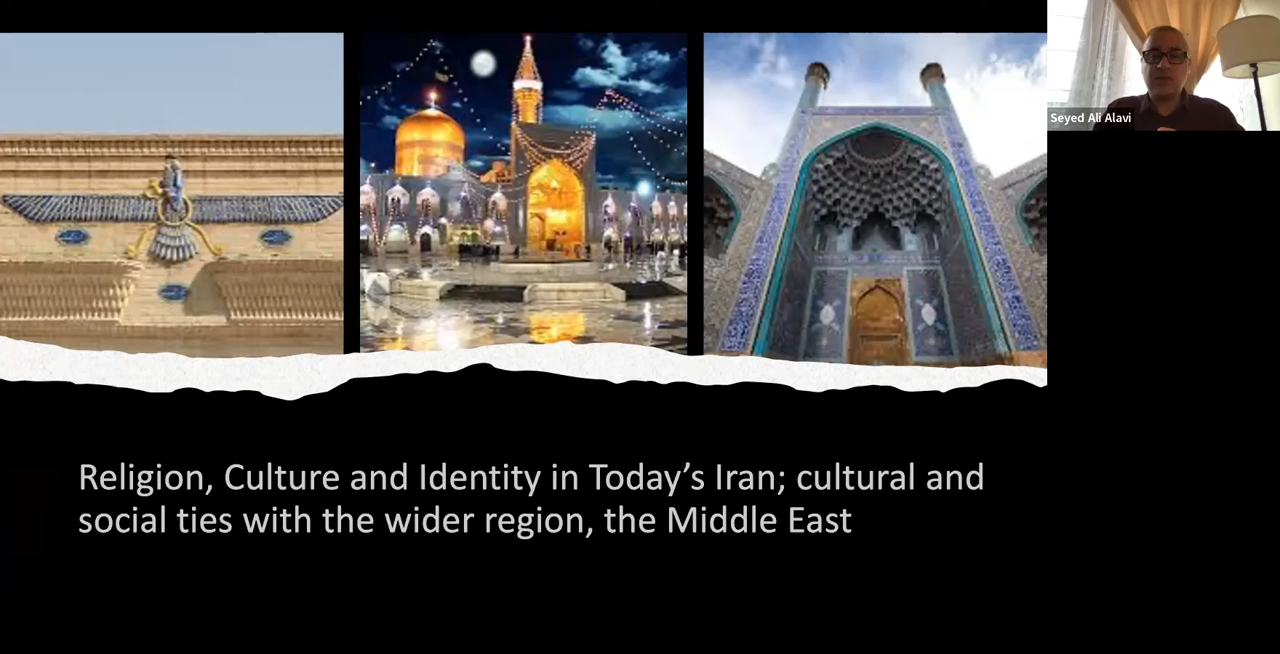 Seyed Ali Alavi
Religion, Culture and Identity in Today’s Iran; cultural and
social ties with the wider region, the Middle East